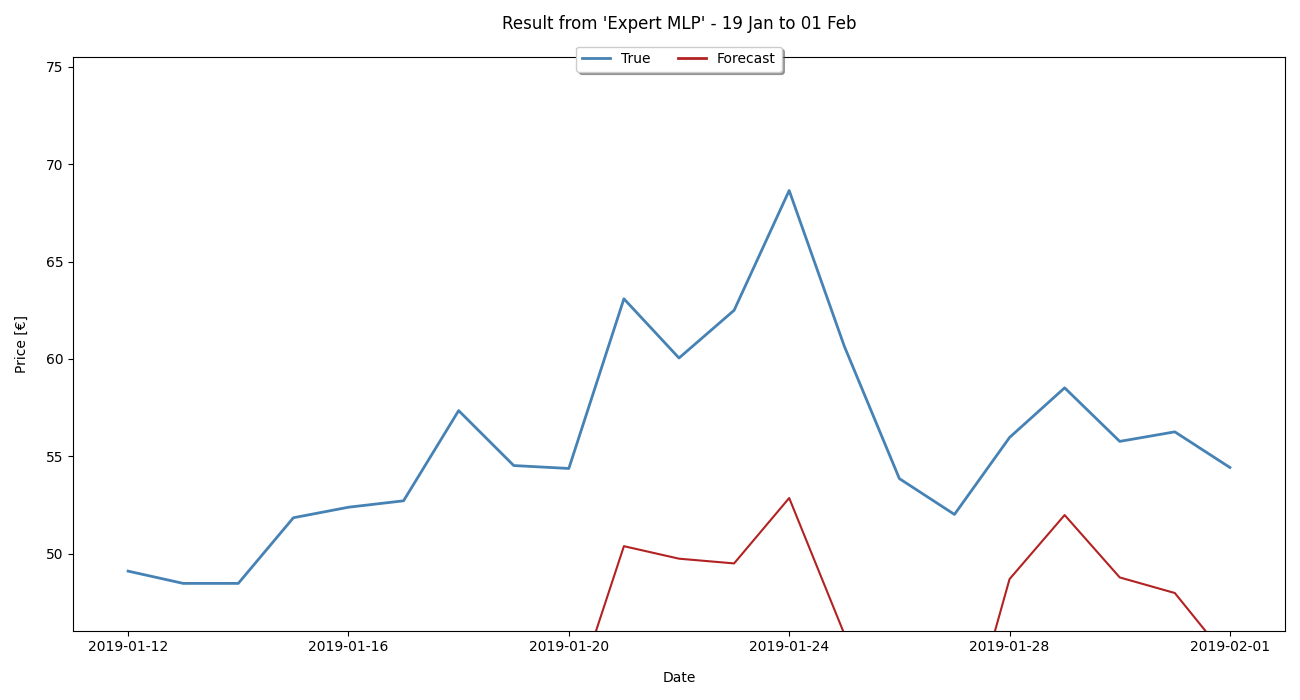 Result from 'Expert MLP' - 19 Jan to 01 Feb
True
Forecast
75
70
65
60
55
50
Price [€]
2019-01-12
2019-01-16
2019-01-20
2019-01-24
2019-01-28
2019-02-01
Date